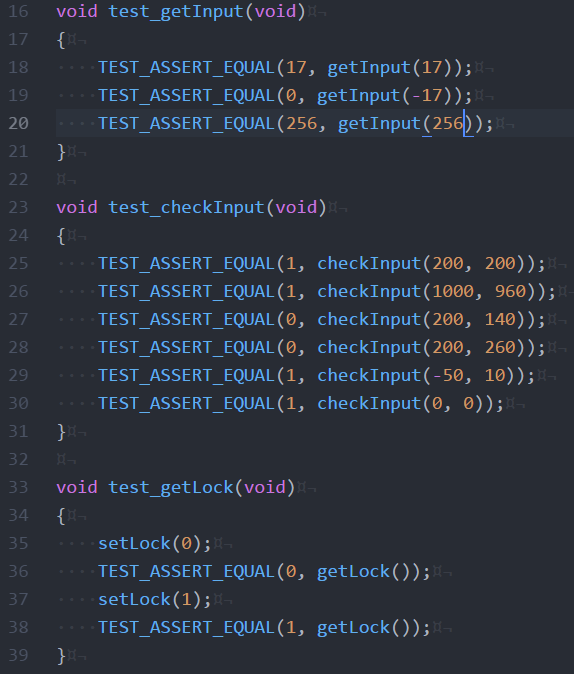 16 void test_getInput(void)
17 {
18     TEST_ASSERT_EQUAL(17, getInput(17));
19     TEST_ASSERT_EQUAL(0, getInput(-17));
20     TEST_ASSERT_EQUAL(256, getInput(256));
21 }
22
23 void test_checkInput(void)
24 {
25     TEST_ASSERT_EQUAL(1, checkInput(200, 200));
26     TEST_ASSERT_EQUAL(1, checkInput(1000, 960));
27     TEST_ASSERT_EQUAL(0, checkInput(200, 140));
28     TEST_ASSERT_EQUAL(0, checkInput(200, 260));
29     TEST_ASSERT_EQUAL(1, checkInput(-50, 10));
30     TEST_ASSERT_EQUAL(1, checkInput(0, 0));
31 }
32
33 void test_getLock(void)
34 {
35     setLock(0);
36     TEST_ASSERT_EQUAL(0, getLock());
37     setLock(1);
38     TEST_ASSERT_EQUAL(1, getLock());
39 }